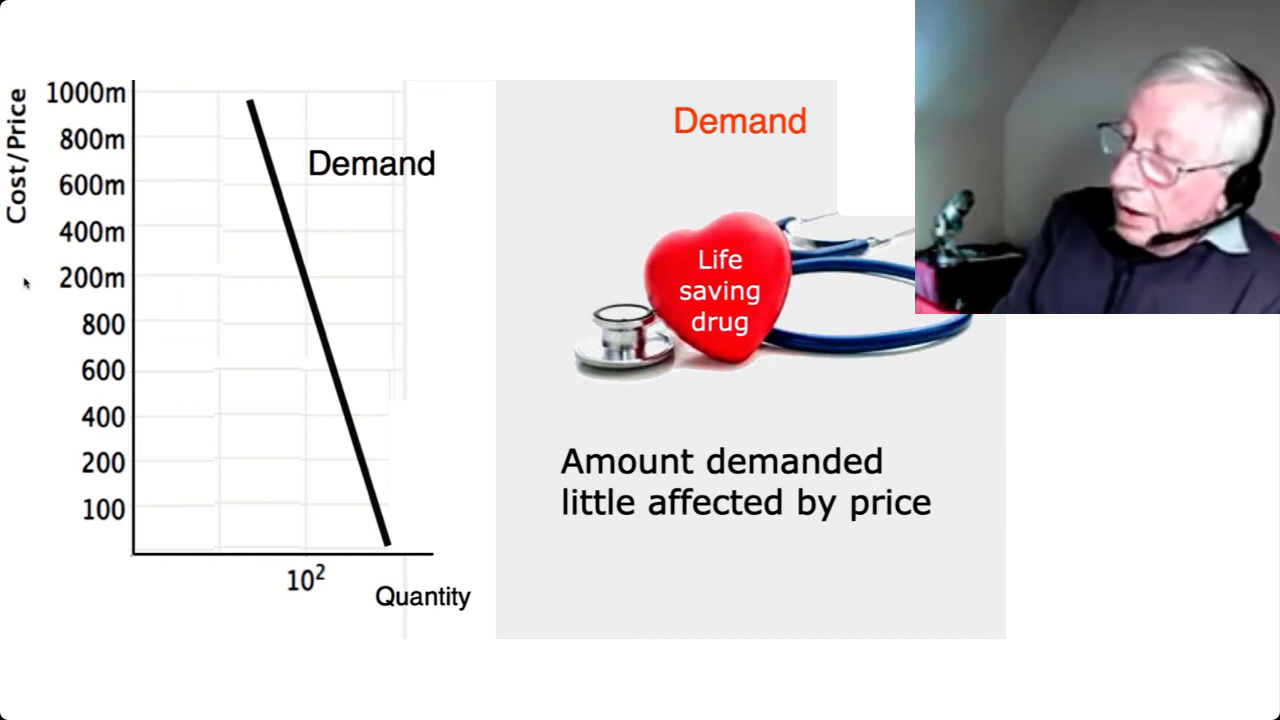 Cost/Price
1000m
800m
600m
400m
200m
800
600
400
200
100
Demand
10²
Quantity
Demand
Life
saving
drug
Amount demanded
little affected by price